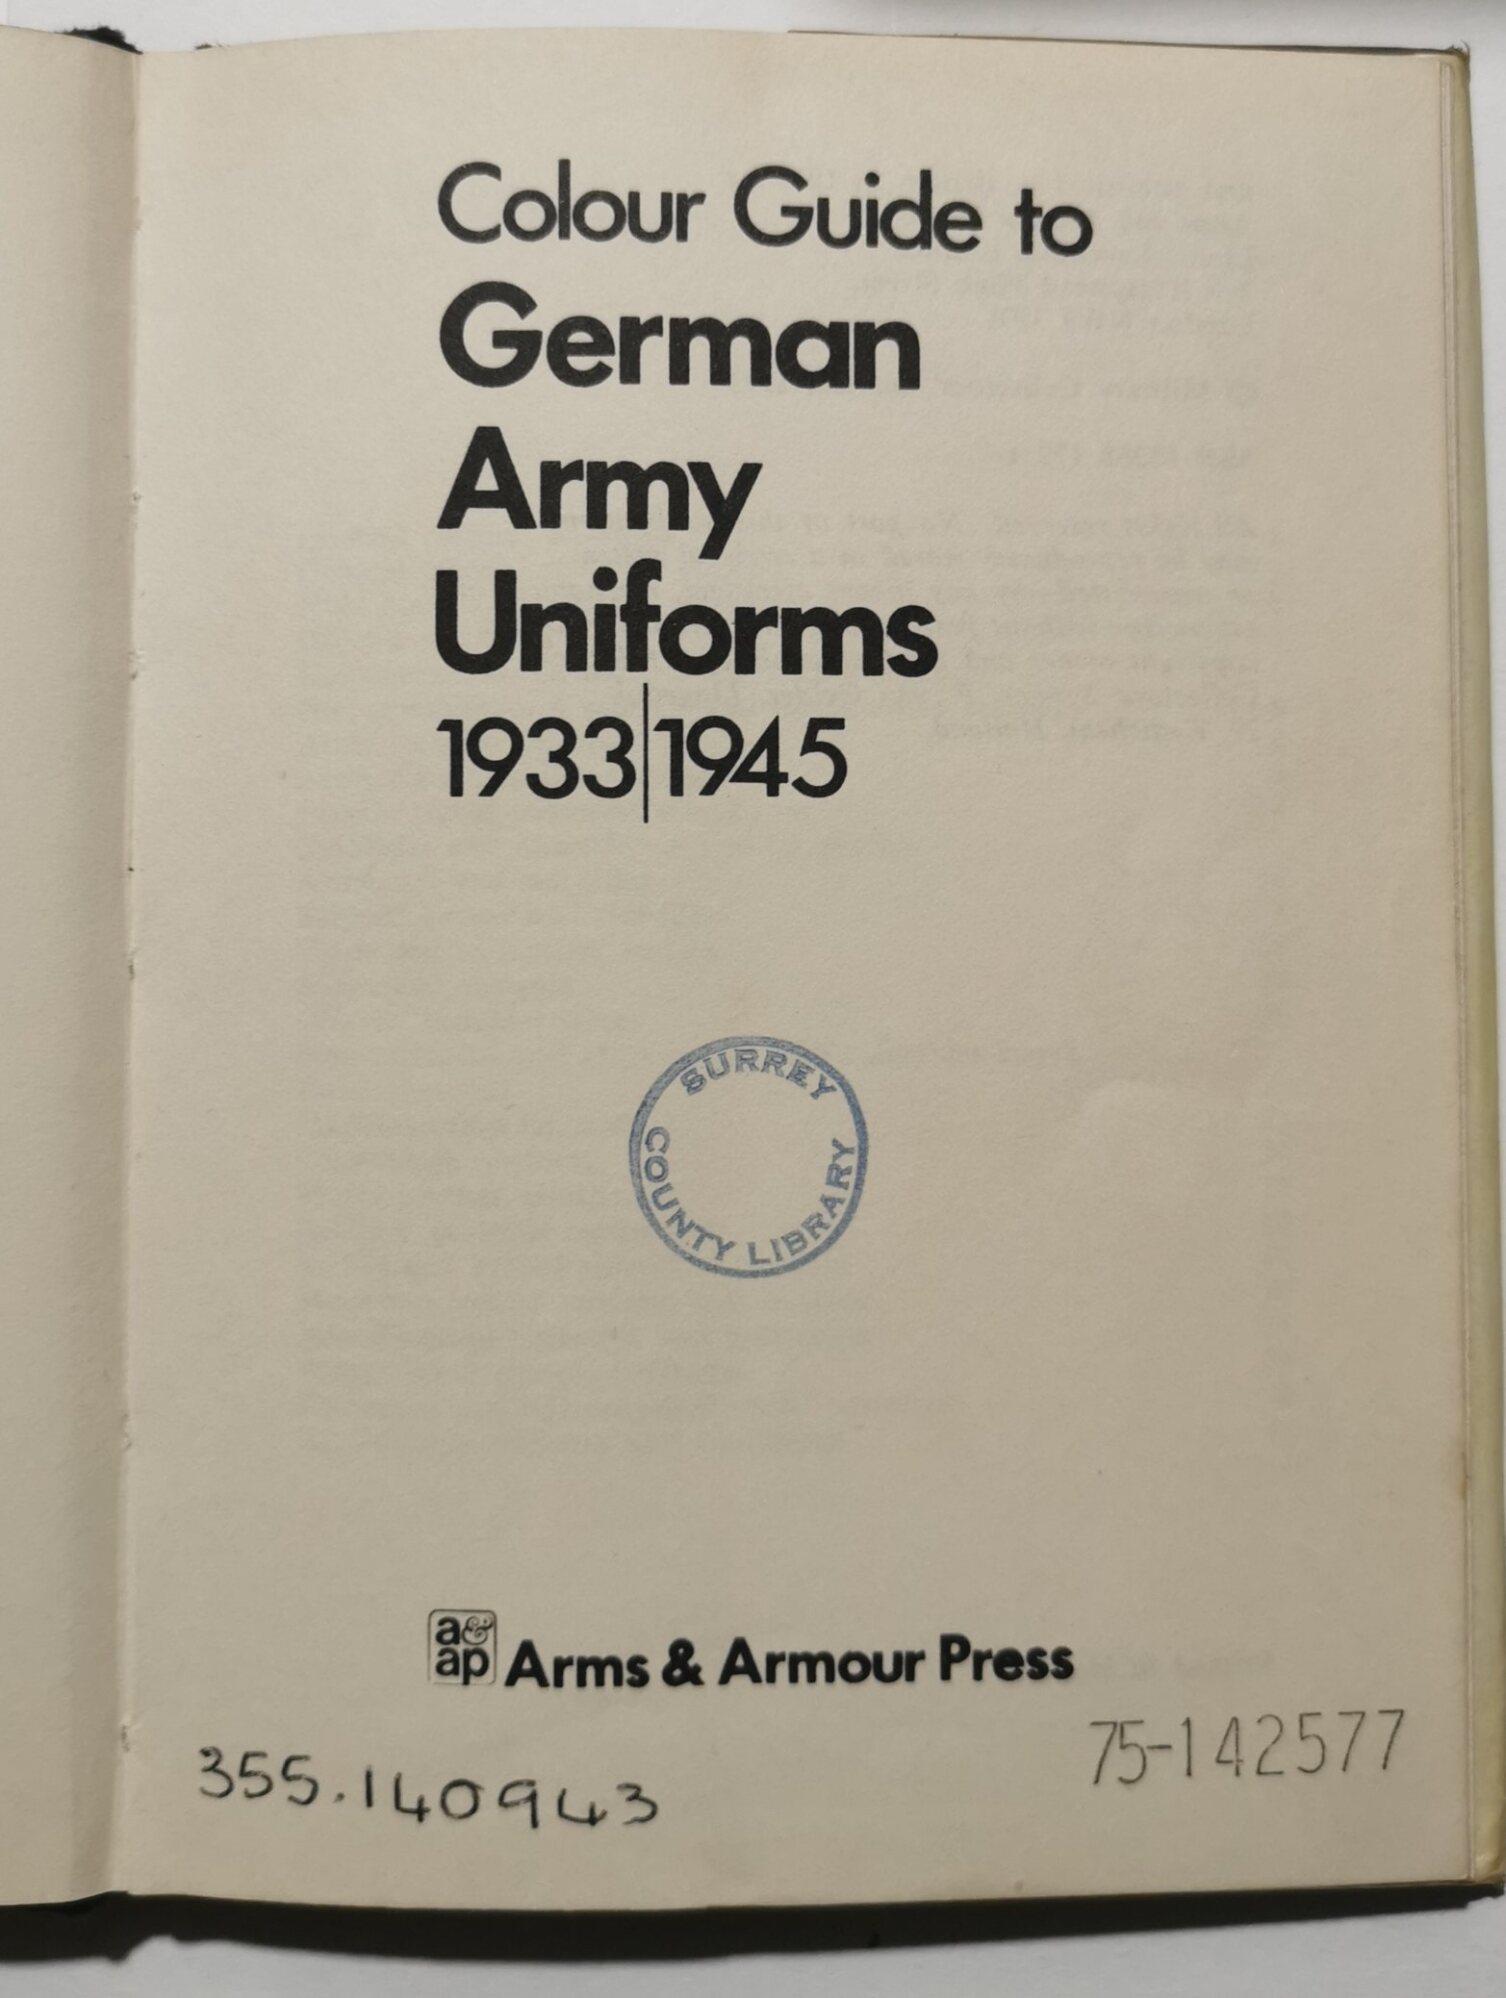 Colour Guide to
German
Army
Uniforms
1933|1945
SURREY
COUNTY LIBRARY
a&
ap
Arms & Armour Press
355.140943
75-142577